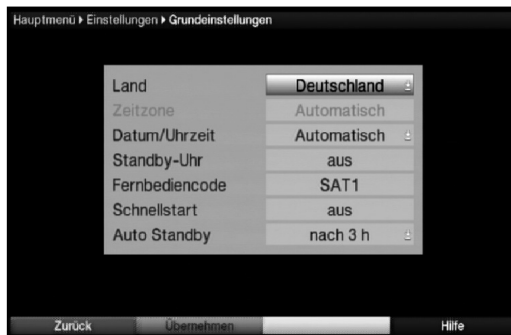 Hauptmenü ▸ Einstellungen ▸ Grundeinstellungen
Land Deutschland
Zeitzone Automatisch
Datum/Uhrzeit Automatisch
Standby-Uhr aus
Fernbediencode SAT1
Schnellstart aus
Auto Standby nach 3 h
Zurück Übernehmen Hilfe